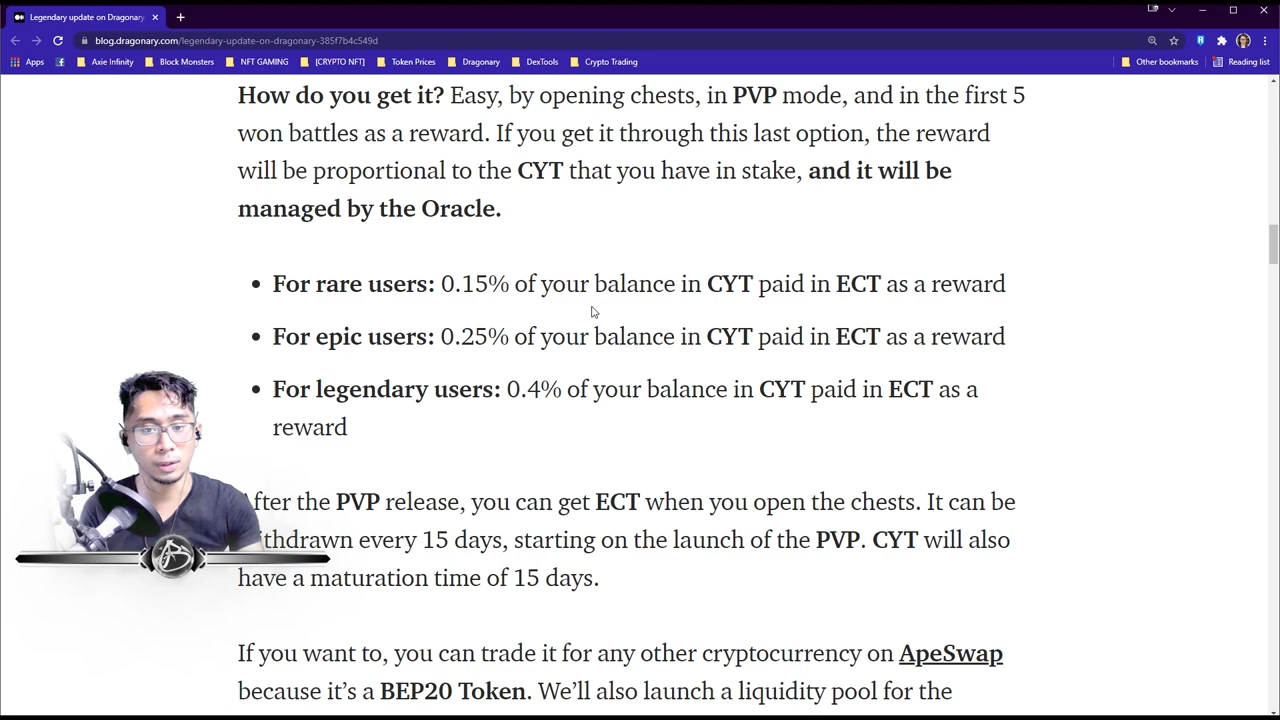 Legendary update on Dragonary
blog.dragonary.com/legendary-update-on-dragonary-385f7b4c549d
Apps Axie Infinity Block Monsters NFT GAMING [CRYPTO NFT] Token Prices Dragonary DexTools Crypto Trading Other bookmarks Reading list
How do you get it? Easy, by opening chests, in PVP mode, and in the first 5
won battles as a reward. If you get it through this last option, the reward
will be proportional to the CYT that you have in stake, and it will be
managed by the Oracle.
• For rare users: 0.15% of your balance in CYT paid in ECT as a reward
• For epic users: 0.25% of your balance in CYT paid in ECT as a reward
• For legendary users: 0.4% of your balance in CYT paid in ECT as a
reward
After the PVP release, you can get ECT when you open the chests. It can be
withdrawn every 15 days, starting on the launch of the PVP. CYT will also
have a maturation time of 15 days.
If you want to, you can trade it for any other cryptocurrency on ApeSwap
because it's a BEP20 Token. We'll also launch a liquidity pool for the